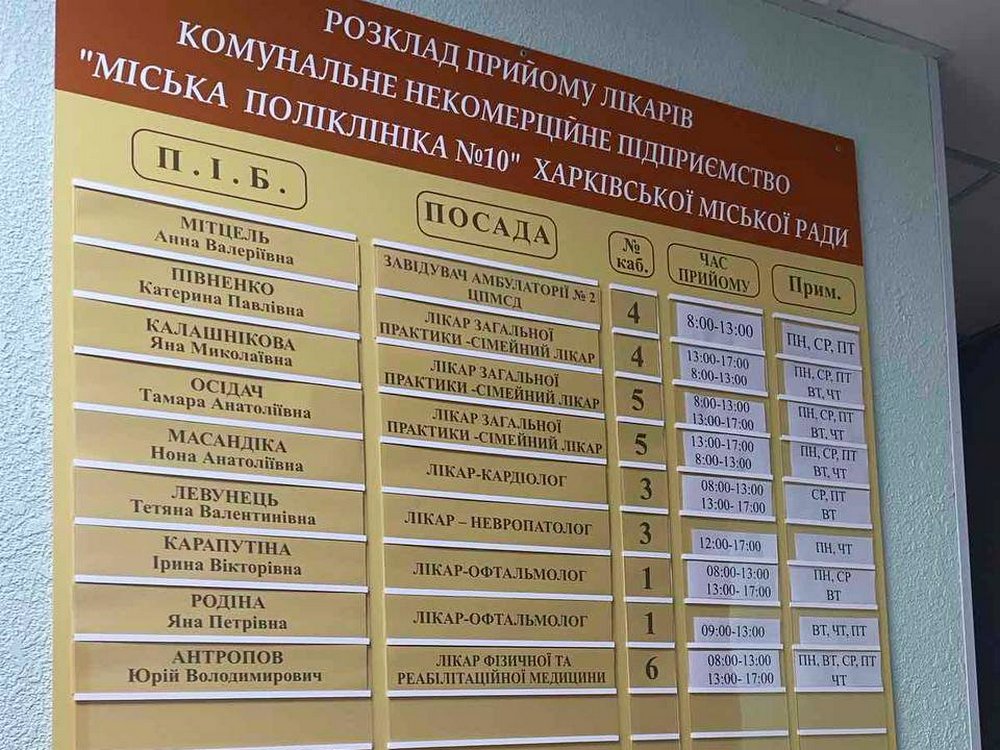 РОЗКЛАД ПРИЙОМУ ЛІКАРІВ
КОМУНАЛЬНЕ НЕКОМЕРЦІЙНЕ ПІДПРИЄМСТВО
"МІСЬКА ПОЛІКЛІНІКА №10" ХАРКІВСЬКОЇ МІСЬКОЇ РАДИ
П.І.Б.
ПОСАДА
№
каб.
ЧАС
ПРИЙОМУ
Прим.
МІТЦЕЛЬ
Анна Валеріївна
ЗАВІДУВАЧ АМБУЛАТОРІЇ № 2
ЦПМСД
4
8:00-13:00
ПН, СР, ПТ
ПІВНЕНКО
Катерина Павлівна
ЛІКАР ЗАГАЛЬНОЇ
ПРАКТИКИ -СІМЕЙНИЙ ЛІКАР
4
13:00-17:00
8:00-13:00
ПН, СР, ПТ
ВТ, ЧТ
КАЛАШНІКОВА
Яна Миколаївна
ЛІКАР ЗАГАЛЬНОЇ
ПРАКТИКИ -СІМЕЙНИЙ ЛІКАР
5
8:00-13:00
13:00-17:00
ПН, СР, ПТ
ВТ, ЧТ
ОСІДАЧ
Тамара Анатоліївна
ЛІКАР ЗАГАЛЬНОЇ
ПРАКТИКИ -СІМЕЙНИЙ ЛІКАР
5
13:00-17:00
8:00-13:00
ПН, СР, ПТ
ВТ, ЧТ
МАСАНДІКА
Нона Анатоліївна
ЛІКАР-КАРДІОЛОГ
3
08:00-13:00
13:00- 17:00
СР, ПТ
ВТ
ЛЕВУНЕЦЬ
Тетяна Валентинівна
ЛІКАР – НЕВРОПАТОЛОГ
3
12:00-17:00
ПН, ЧТ
КАРАПУТІНА
Ірина Вікторівна
ЛІКАР-ОФТАЛЬМОЛОГ
1
08:00-13:00
13:00- 17:00
ПН, СР
ВТ
РОДІНА
Яна Петрівна
ЛІКАР-ОФТАЛЬМОЛОГ
1
09:00-13:00
ВТ, ЧТ, ПТ
АНТРОПОВ
Юрій Володимирович
ЛІКАР ФІЗИЧНОЇ ТА
РЕАБІЛІТАЦІЙНОЇ МЕДИЦИНИ
6
08:00-13:00
13:00- 17:00
ПН, ВТ, СР, ПТ
ЧТ